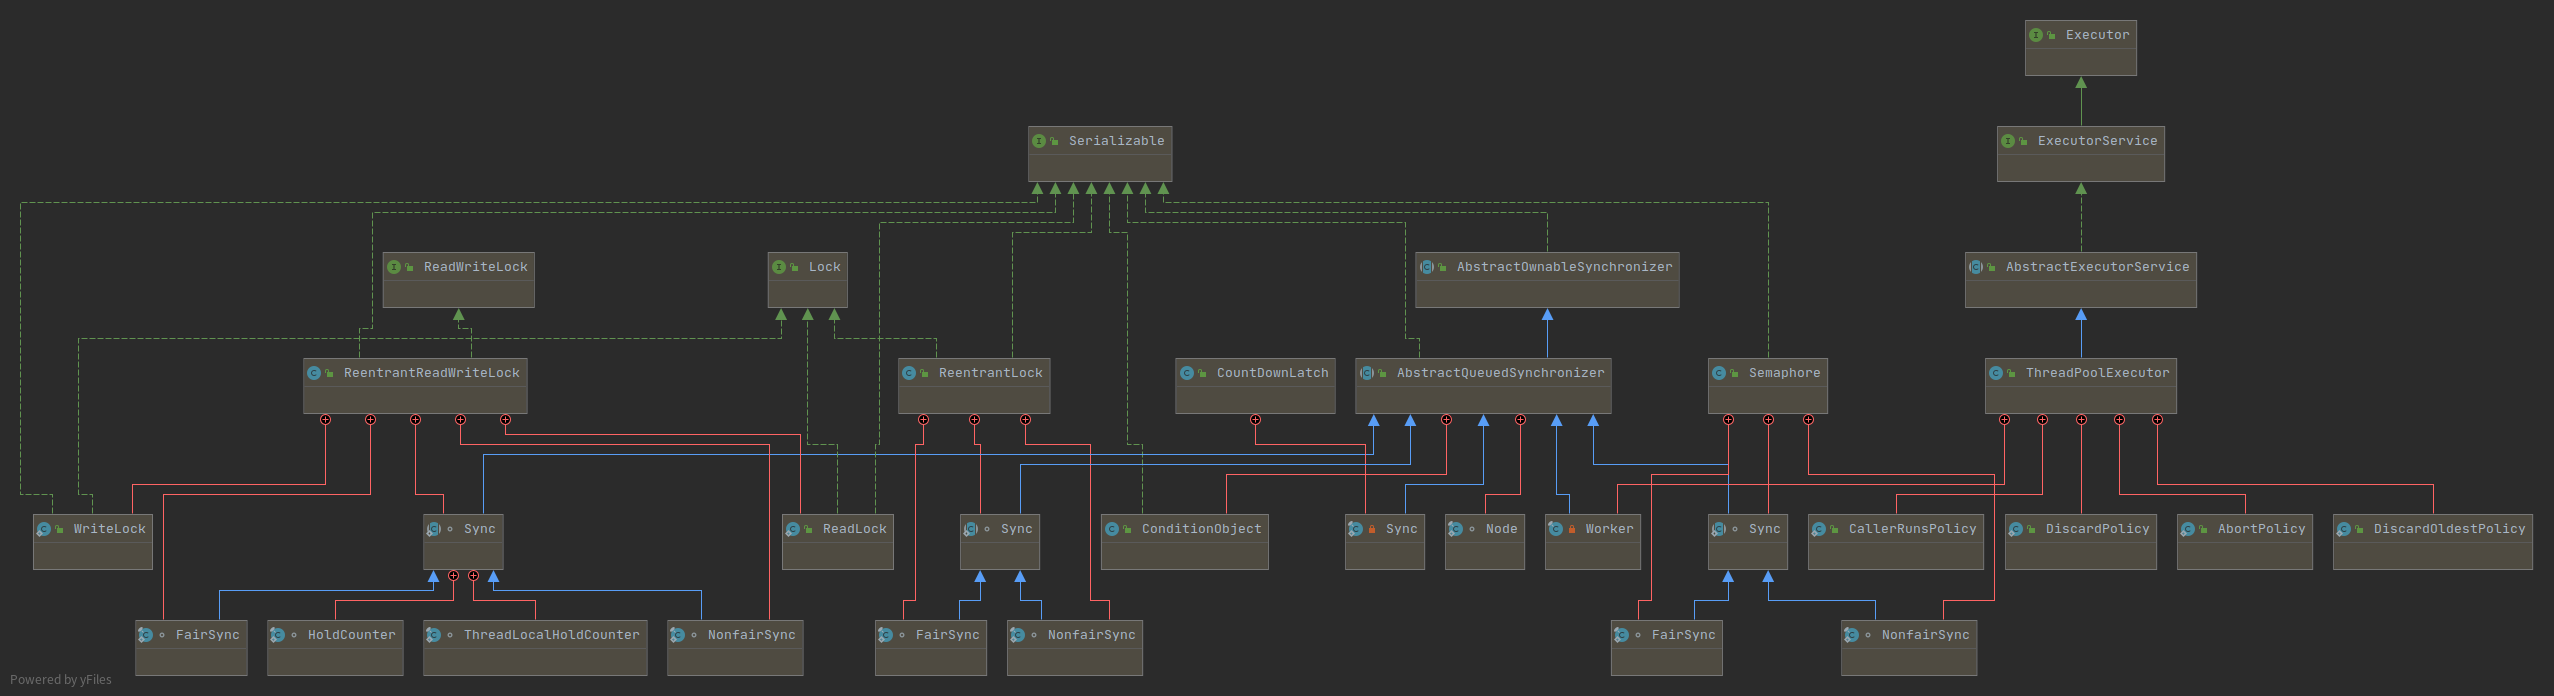 Executor
Serializable
ExecutorService
ReadWriteLock
Lock
AbstractOwnableSynchronizer
AbstractExecutorService
ReentrantReadWriteLock
ReentrantLock
CountDownLatch
AbstractQueuedSynchronizer
Semaphore
ThreadPoolExecutor
WriteLock
Sync
ReadLock
Sync
ConditionObject
Sync
Node
Worker
Sync
CallerRunsPolicy
DiscardPolicy
AbortPolicy
DiscardOldestPolicy
FairSync
HoldCounter
ThreadLocalHoldCounter
NonfairSync
FairSync
NonfairSync
FairSync
NonfairSync
Powered by yFiles